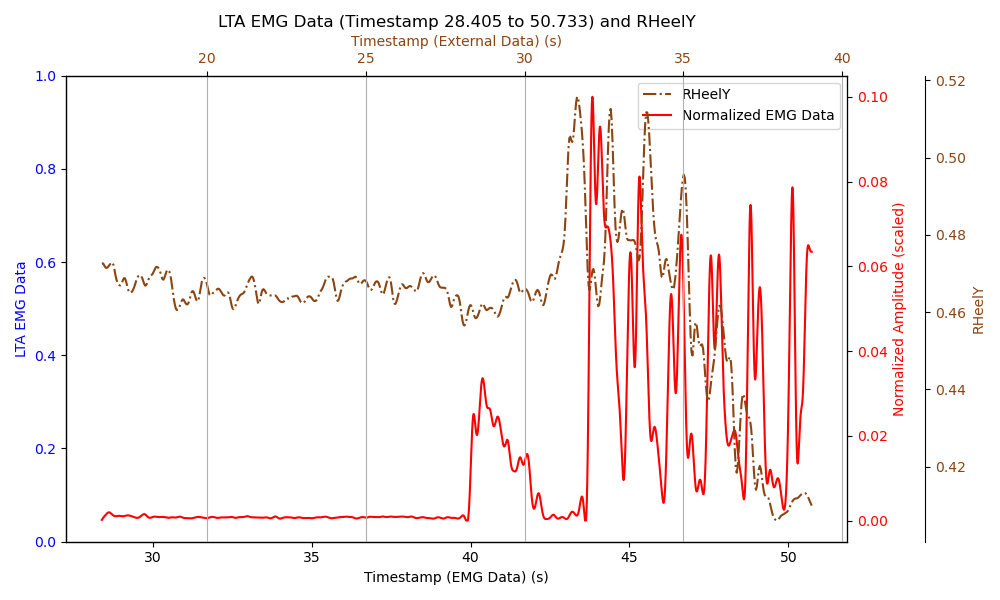 LTA EMG Data (Timestamp 28.405 to 50.733) and RHeelY
Timestamp (External Data) (s)
20 25 30 35 40
RHeelY
Normalized EMG Data
LTA EMG Data
0.0
0.2
0.4
0.6
0.8
1.0
Normalized Amplitude (scaled)
0.00
0.02
0.04
0.06
0.08
0.10
RHeelY
0.42
0.44
0.46
0.48
0.50
0.52
30 35 40 45 50
Timestamp (EMG Data) (s)